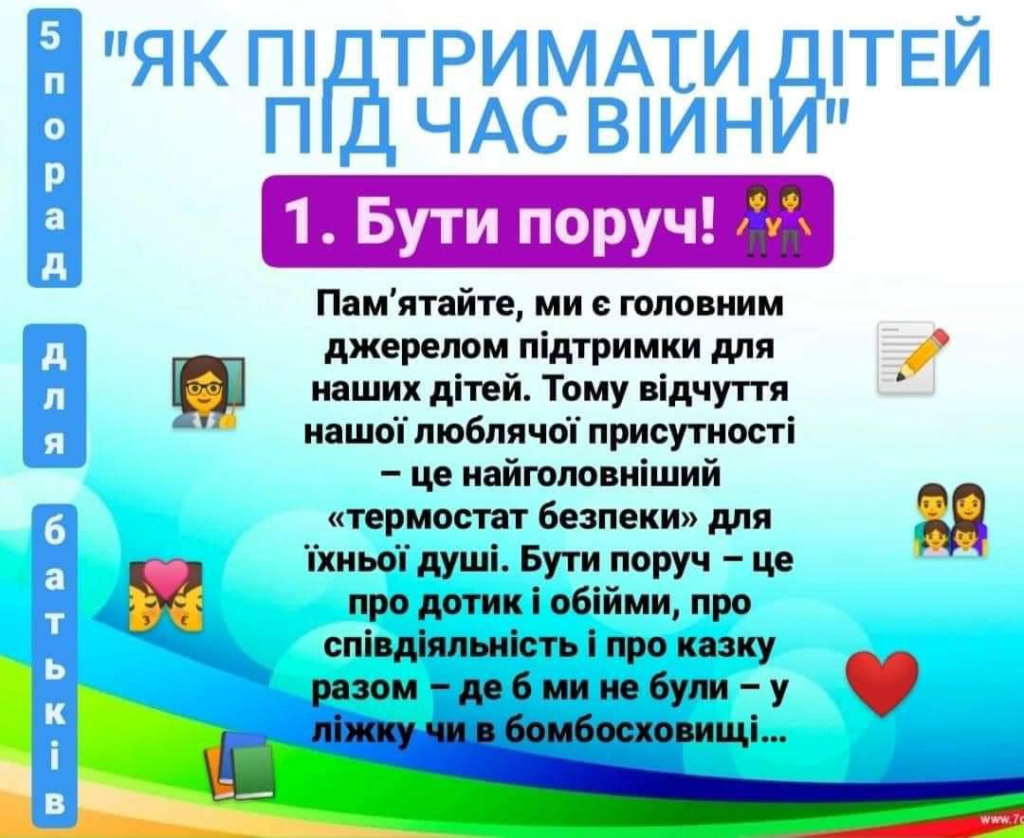 5 порад
для
батьків
"ЯК ПІДТРИМАТИ ДІТЕЙ
ПІД ЧАС ВІЙНИ"
1. Бути поруч!
Пам’ятайте, ми є головним
джерелом підтримки для
наших дітей. Тому відчуття
нашої люблячої присутності
– це найголовніший
«термостат безпеки» для
їхньої душі. Бути поруч – це
про дотик і обійми, про
співдіяльність і про казку
разом – де б ми не були – у
ліжку чи в бомбосховищі...